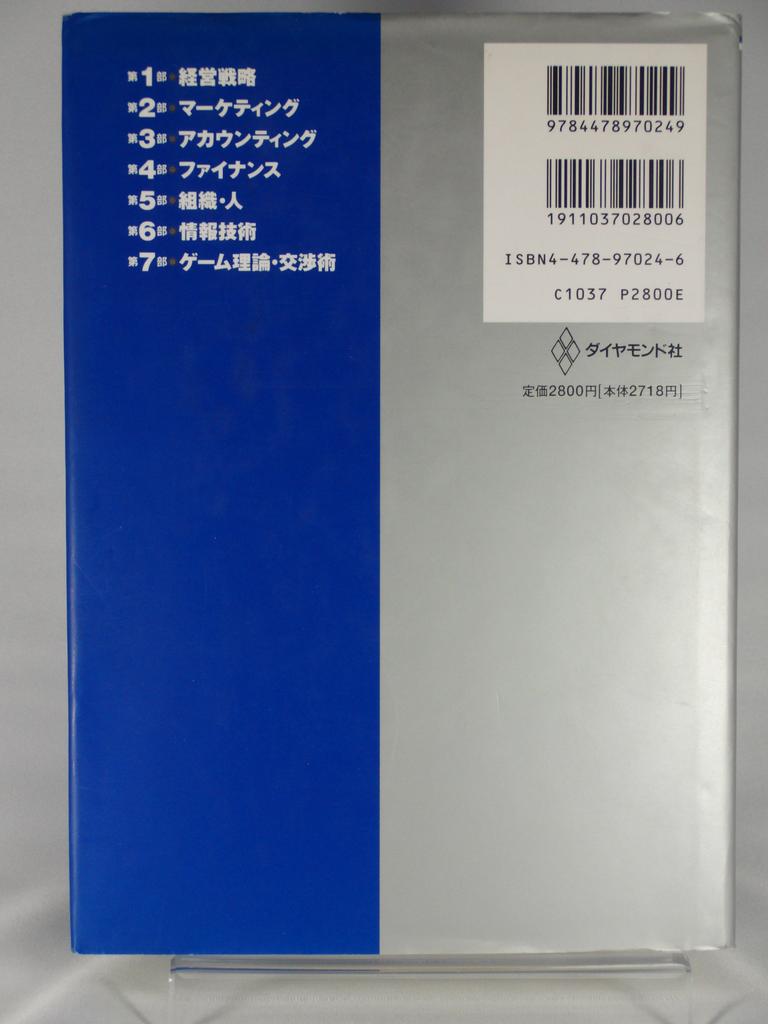 第1部・経営戦略
第2部・マーケティング
第3部・アカウンティング
第4部・ファイナンス
第5部・組織・人
第6部・情報技術
第7部・ゲーム理論・交渉術
9784478970249
1911037028006
ISBN4-478-97024-6
C1037 P2800E
ダイヤモンド社
定価2800円[本体2718円]